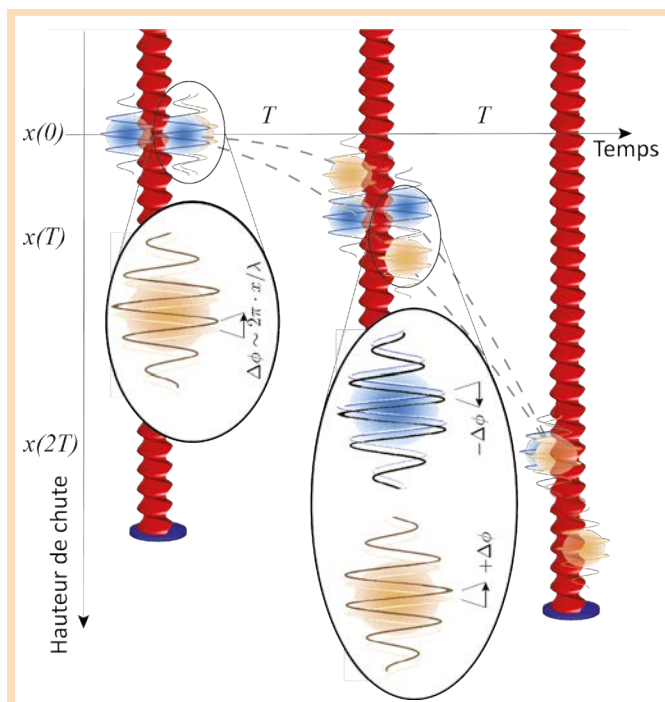 x(0)
T
T
Temps
x(T)
Δϕ ~ 2π · x/λ
x(2T)
−Δϕ
+Δϕ
Hauteur de chute